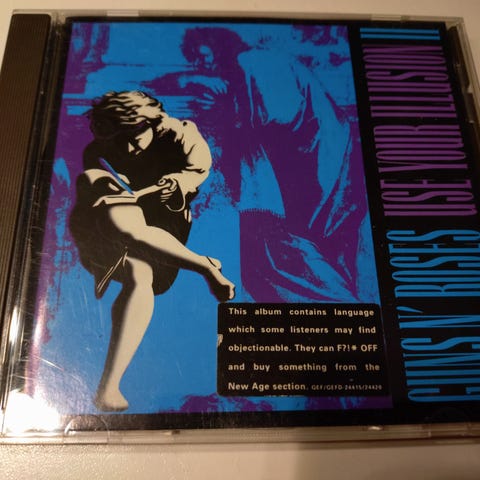 This album contains language
which some listeners may find
objectionable. They can F?!* OFF
and buy something from the
New Age section. GEF/GEFD-24415/24420
GUNS N' ROSES
USE YOUR ILLUSION II